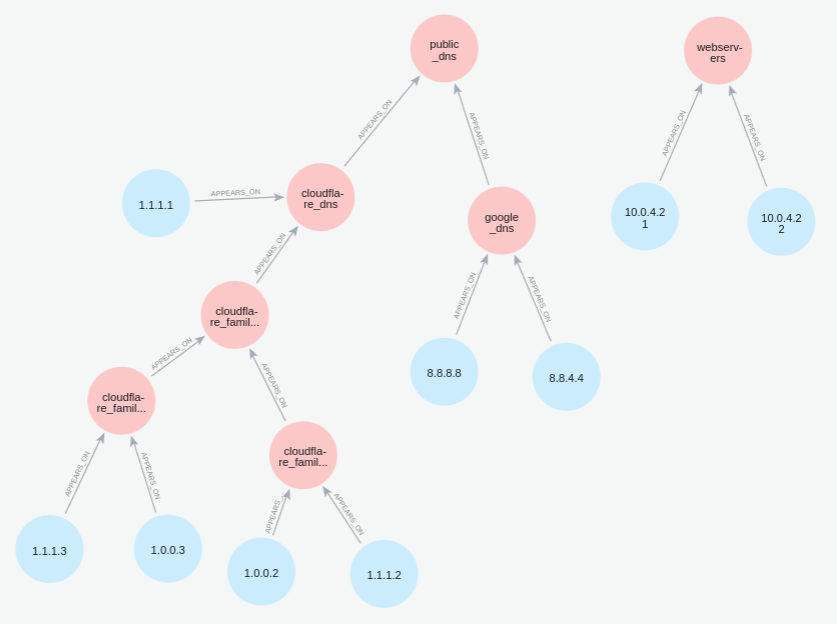 public
_dns
webserv-
ers
APPEARS_ON
APPEARS_ON
APPEARS_ON
APPEARS_ON
1.1.1.1
APPEARS_ON
cloudfla-
re_dns
google
_dns
10.0.4.2
1
10.0.4.2
2
APPEARS_ON
APPEARS_ON
APPEARS_ON
cloudfla-
re_famil...
APPEARS_ON
APPEARS_ON
8.8.8.8
8.8.4.4
cloudfla-
re_famil...
cloudfla-
re_famil...
APPEARS_ON
APPEARS_ON
APPEARS_ON
APPEARS_ON
1.1.1.3
1.0.0.3
1.0.0.2
1.1.1.2